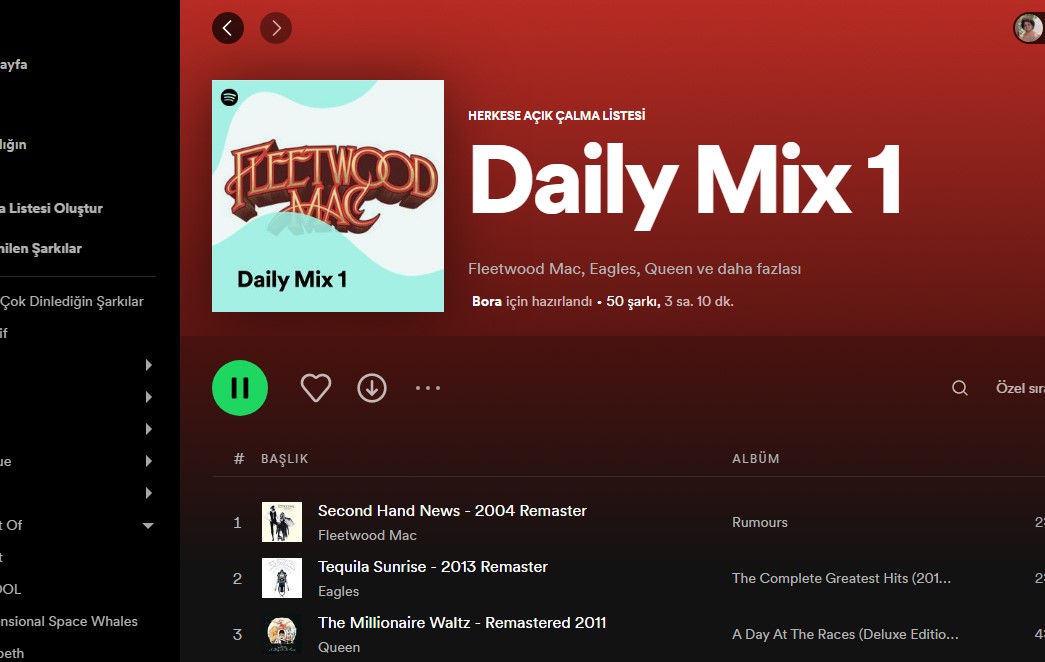 ayfa
lığın
a Listesi Oluştur
nilen Şarkılar
Çok Dinlediğin Şarkılar
if
ue
t Of
t
OOL
nsional Space Whales
beth
FLEETWOOD
MAC
Daily Mix 1
HERKESE AÇIK ÇALMA LİSTESİ
Daily Mix 1
Fleetwood Mac, Eagles, Queen ve daha fazlası
Bora için hazırlandı • 50 şarkı, 3 sa. 10 dk.
Özel sıra
# BAŞLIK ALBÜM
1 Second Hand News - 2004 Remaster
Fleetwood Mac
Rumours
2 Tequila Sunrise - 2013 Remaster
Eagles
The Complete Greatest Hits (201...
3 The Millionaire Waltz - Remastered 2011
Queen
A Day At The Races (Deluxe Editio...